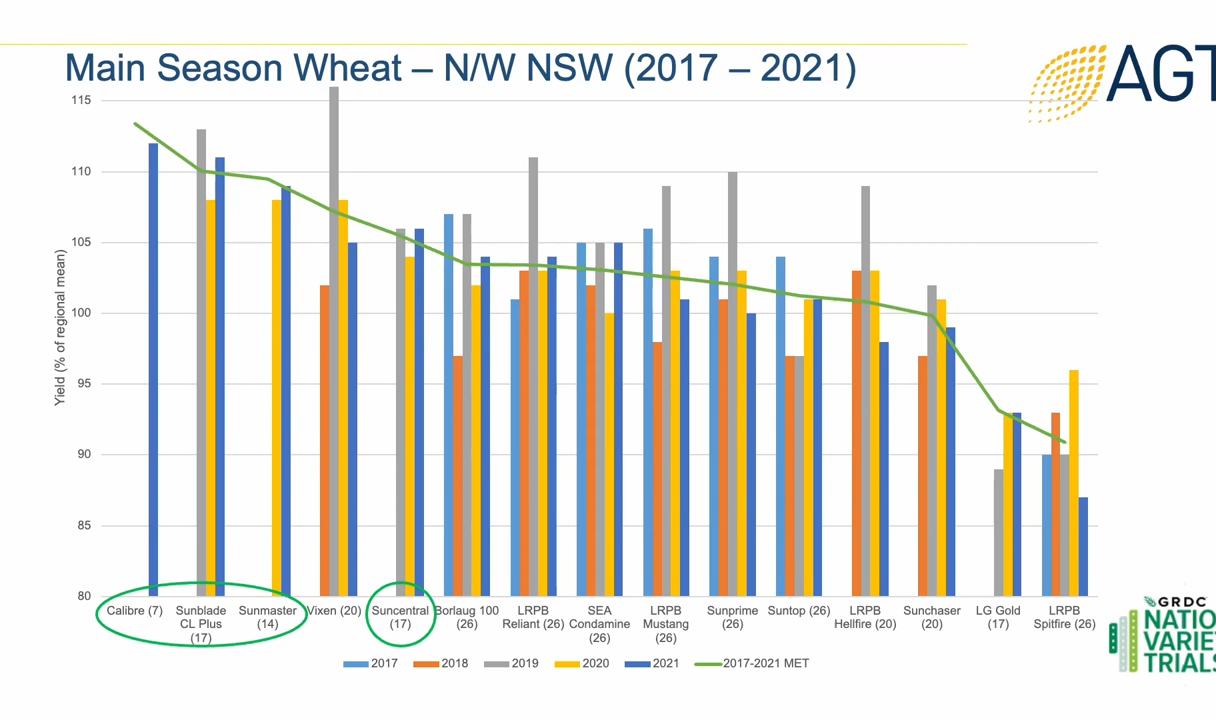 Main Season Wheat – N/W NSW (2017 – 2021)
AGT
115
110
105
100
95
90
85
80
Yield (% of regional mean)
Calibre (7)
Sunblade
CL Plus
(17)
Sunmaster
(14)
Vixen (20)
Suncentral
(17)
Borlaug 100
(26)
LRPB
Reliant (26)
SEA
Condamine
(26)
LRPB
Mustang
(26)
Sunprime
(26)
Suntop (26)
LRPB
Hellfire (20)
Sunchaser
(20)
LG Gold
(17)
LRPB
Spitfire (26)
2017 2018 2019 2020 2021 2017-2021 MET
GRDC
NATIO
VARIE
TRIALS